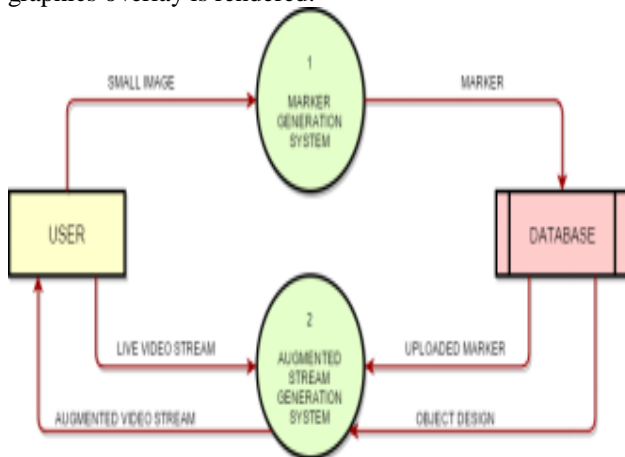 graphics overlay is rendered.
SMALL IMAGE
1
MARKER
GENERATION
SYSTEM
MARKER
USER
DATABASE
LIVE VIDEO STREAM
2
AUGMENTED
STREAM
GENERATION
SYSTEM
UPLOADED MARKER
AUGMENTED VIDEO STREAM
OBJECT DESIGN